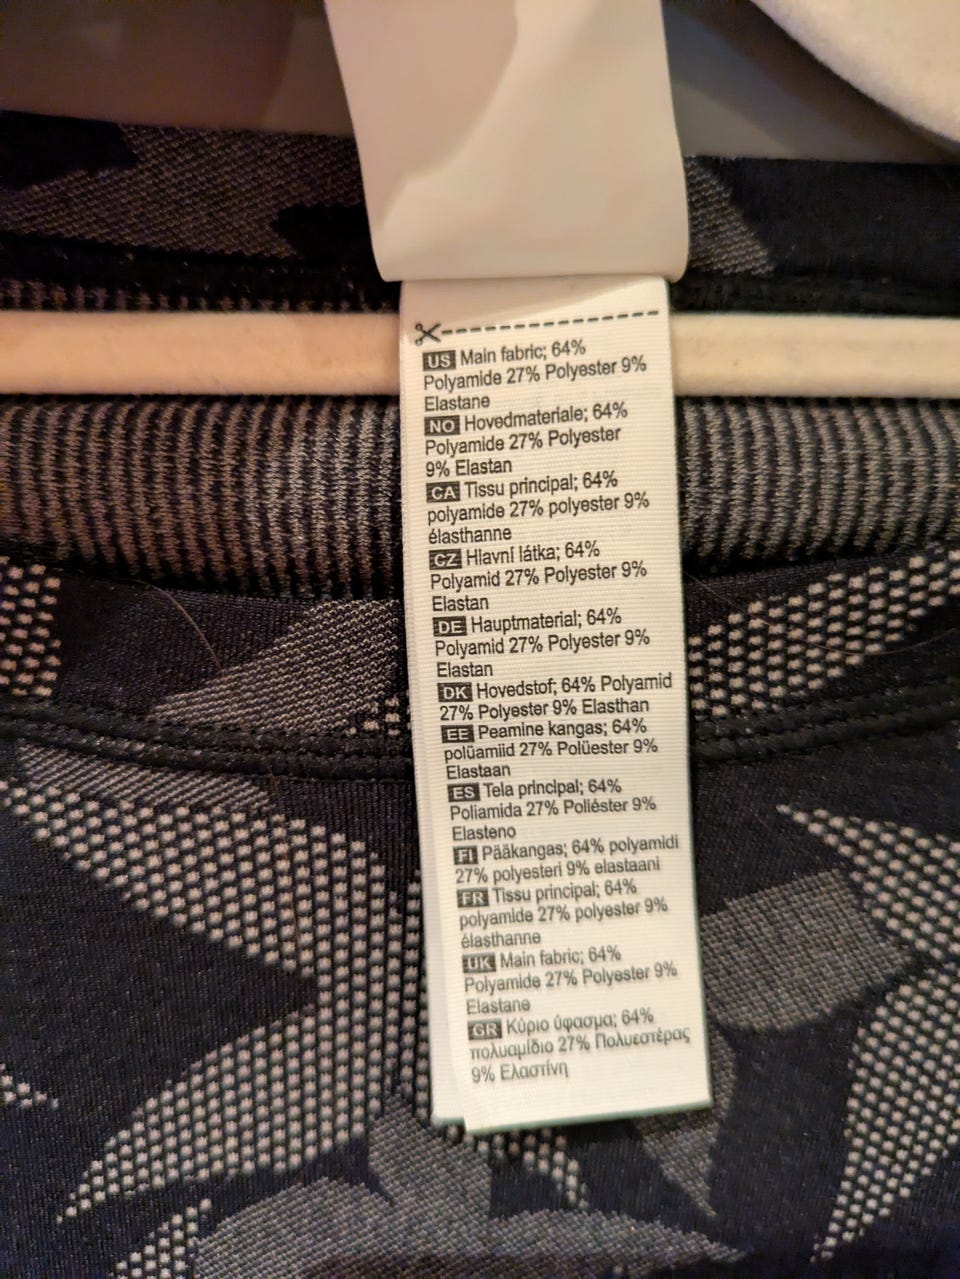 US Main fabric; 64%
Polyamide 27% Polyester 9%
Elastane
NO Hovedmateriale; 64%
Polyamide 27% Polyester
9% Elastan
CA Tissu principal; 64%
polyamide 27% polyester 9%
élasthanne
CZ Hlavní látka; 64%
Polyamid 27% Polyester 9%
Elastan
DE Hauptmaterial; 64%
Polyamid 27% Polyester 9%
Elastan
DK Hovedstof; 64% Polyamid
27% Polyester 9% Elasthan
EE Peamine kangas; 64%
polüamiid 27% Polüester 9%
Elastaan
ES Tela principal; 64%
Poliamida 27% Poliéster 9%
Elasteno
FI Pääkangas; 64% polyamidi
27% polyesteri 9% elastaani
FR Tissu principal; 64%
polyamide 27% polyester 9%
élasthanne
UK Main fabric; 64%
Polyamide 27% Polyester 9%
Elastane
GR Κύριο ύφασμα; 64%
πολυαμίδιο 27% Πολυεστέρας
9% Ελαστίνη